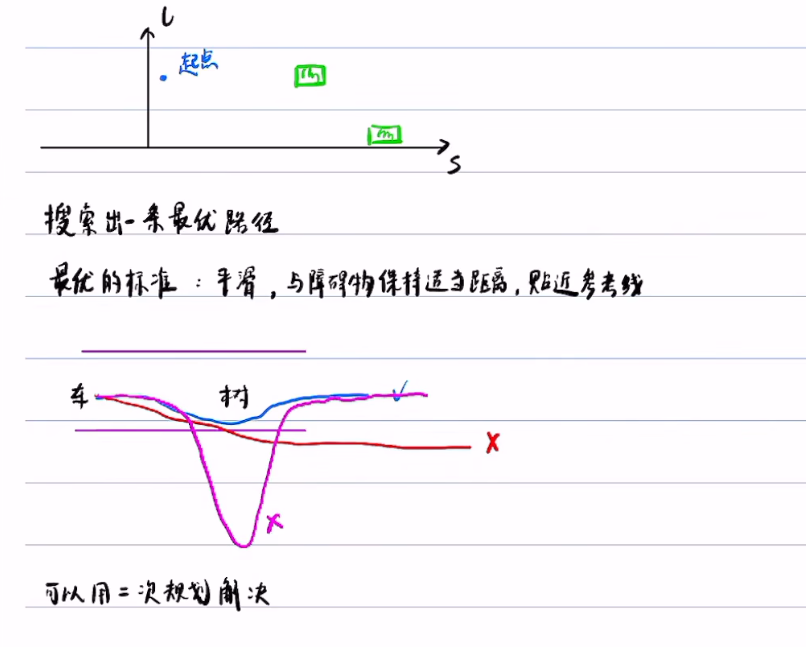 l
起点
s
搜索出一条最优路径
最优的标准：平滑，与障碍物保持适当距离，贴近参考线
车 树
可以用二次规划解决